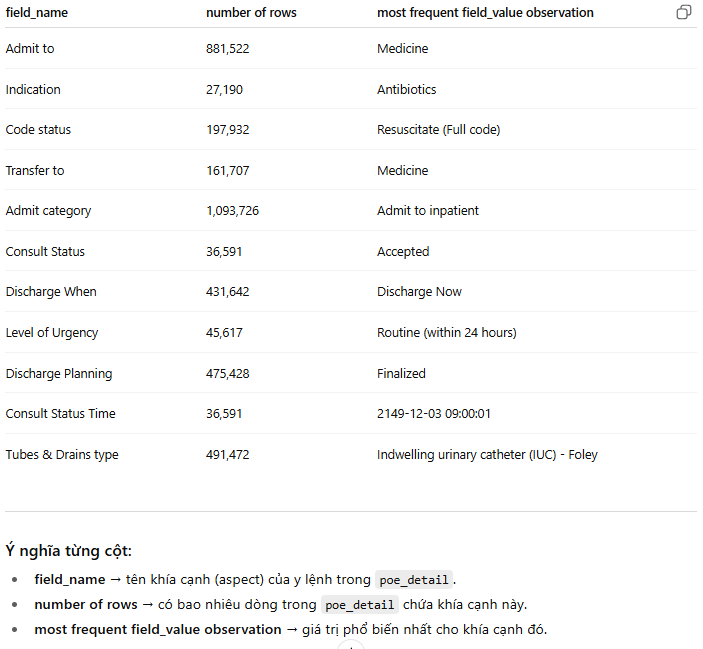 field_name number of rows most frequent field_value observation
Admit to 881,522 Medicine
Indication 27,190 Antibiotics
Code status 197,932 Resuscitate (Full code)
Transfer to 161,707 Medicine
Admit category 1,093,726 Admit to inpatient
Consult Status 36,591 Accepted
Discharge When 431,642 Discharge Now
Level of Urgency 45,617 Routine (within 24 hours)
Discharge Planning 475,428 Finalized
Consult Status Time 36,591 2149-12-03 09:00:01
Tubes & Drains type 491,472 Indwelling urinary catheter (IUC) - Foley
Ý nghĩa từng cột:
• field_name → tên khía cạnh (aspect) của y lệnh trong poe_detail.
• number of rows → có bao nhiêu dòng trong poe_detail chứa khía cạnh này.
• most frequent field_value observation → giá trị phổ biến nhất cho khía cạnh đó.